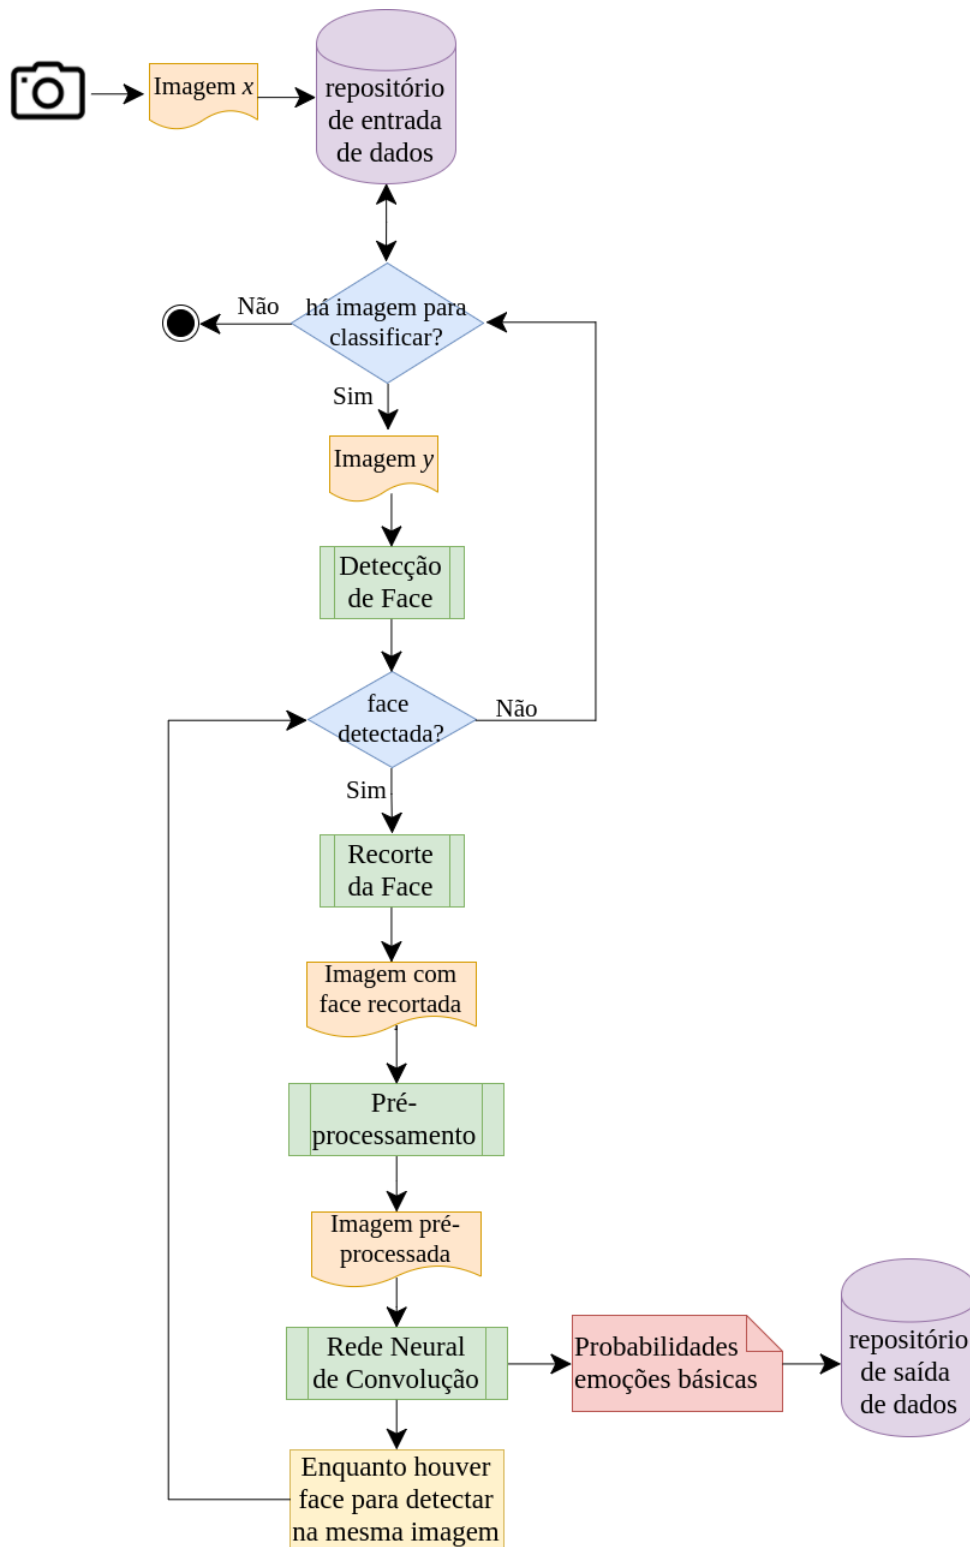 Imagem x
repositório
de entrada
de dados
Não
há imagem para
classificar?
Sim
Imagem y
Detecção
de Face
face
detectada?
Não
Sim
Recorte
da Face
Imagem com
face recortada
Pré-
processamento
Imagem pré-
processada
Rede Neural
de Convolução
Probabilidades
emoções básicas
repositório
de saída
de dados
Enquanto houver
face para detectar
na mesma imagem